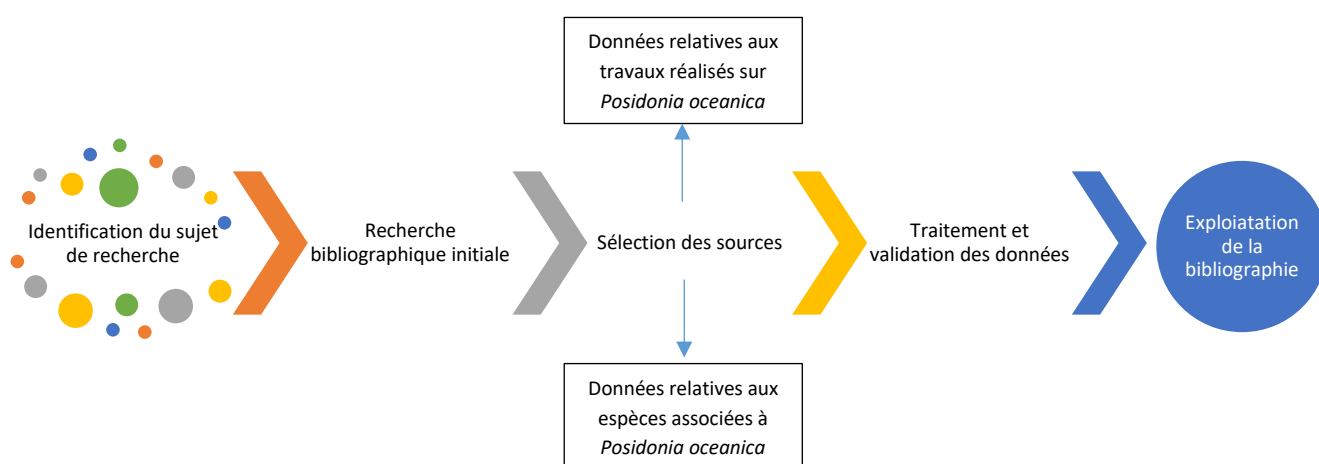 Données relatives aux
travaux réalisés sur
Posidonia oceanica
Identification du sujet
de recherche
Recherche
bibliographique initiale
Sélection des sources
Traitement et
validation des données
Exploiatation
de la
bibliographie
Données relatives aux
espèces associées à
Posidonia oceanica